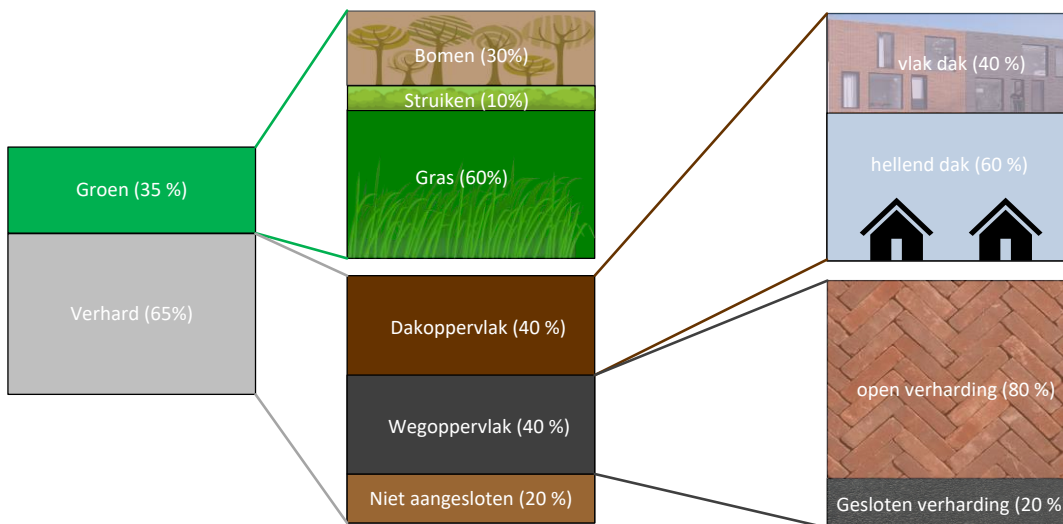 Groen (35 %)
Verhard (65%)
Bomen (30%)
Struiken (10%)
Gras (60%)
Dakoppervlak (40 %)
Wegoppervlak (40 %)
Niet aangesloten (20 %)
vlak dak (40 %)
hellend dak (60 %)
open verharding (80 %)
Gesloten verharding (20 %